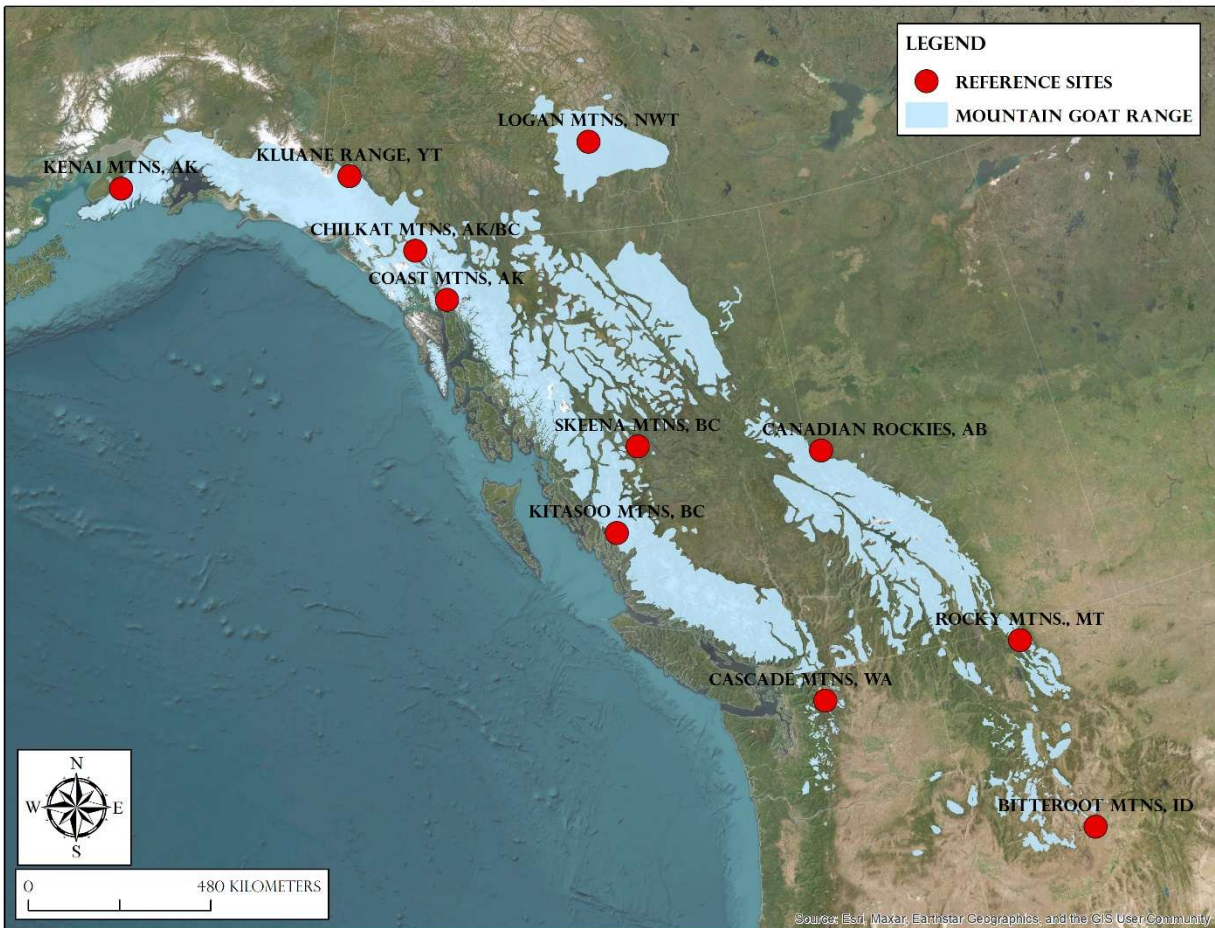 LEGEND
REFERENCE SITES
MOUNTAIN GOAT RANGE
LOGAN MTNS, NWT
KENAI MTNS, AK
KLUANE RANGE, YT
CHILKAT MTNS, AK/BC
COAST MTNS, AK
SKEENA MTNS, BC
CANADIAN ROCKIES, AB
KITASOO MTNS, BC
ROCKY MTNS., MT
CASCADE MTNS, WA
BITTEROOT MTNS, ID
N
W E
S
0 480 KILOMETERS
Source: Esri, Maxar, Earthstar Geographics, and the GIS User Community